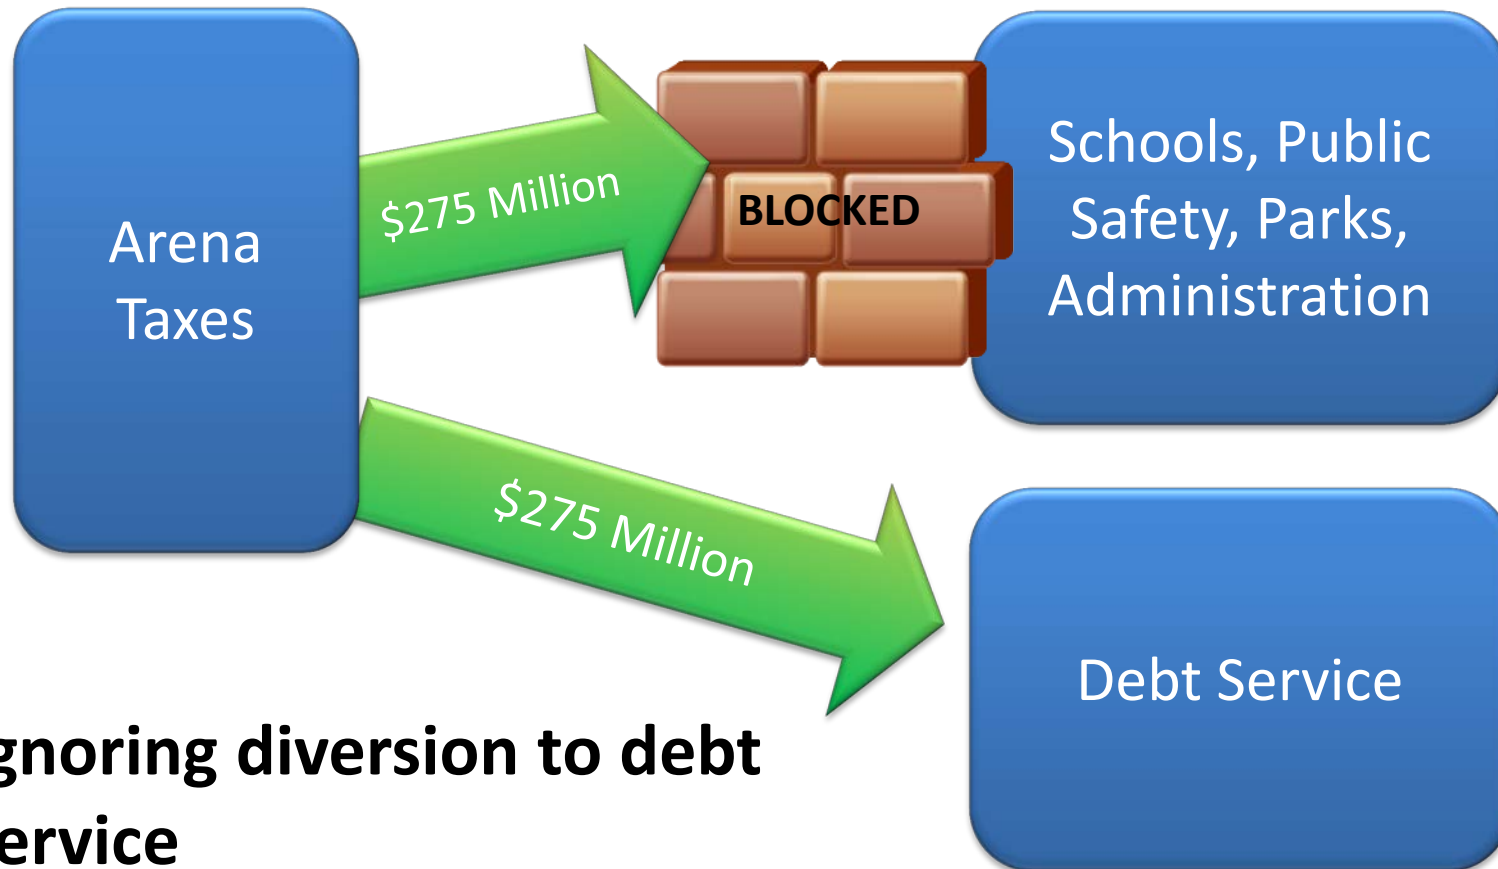 Arena
Taxes
$275 Million
BLOCKED
Schools, Public
Safety, Parks,
Administration
$275 Million
Debt Service
gnoring diversion to debt
ervice